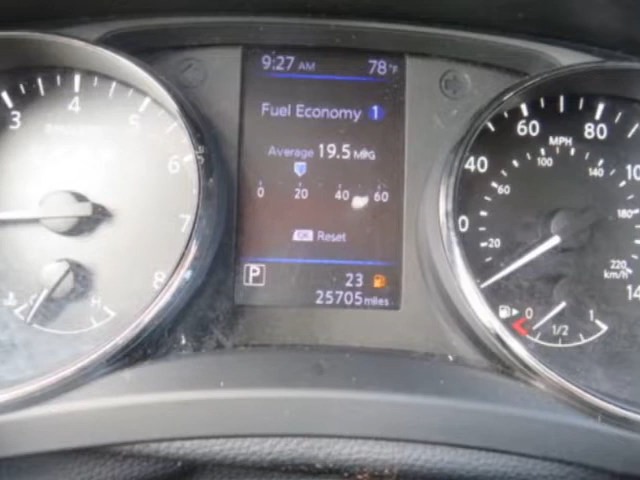 9:27 AM 78°F
Fuel Economy 1
Average 19.5 MPG
0 20 40 60
OK Reset
P 23
25705 miles
3 4 5 6 7 8
C H
0 20 40 60 80
MPH
60 100 140 180 220
km/h
14
0 1/2 1